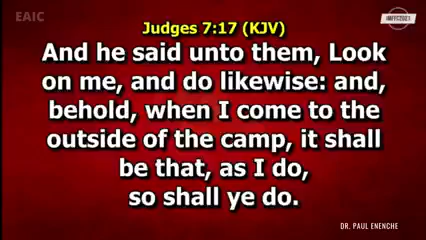 EAIC
#FFC2021
Judges 7:17 (KJV)
And he said unto them, Look
on me, and do likewise: and,
behold, when I come to the
outside of the camp, it shall
be that, as I do,
so shall ye do.
DR. PAUL ENENCHE